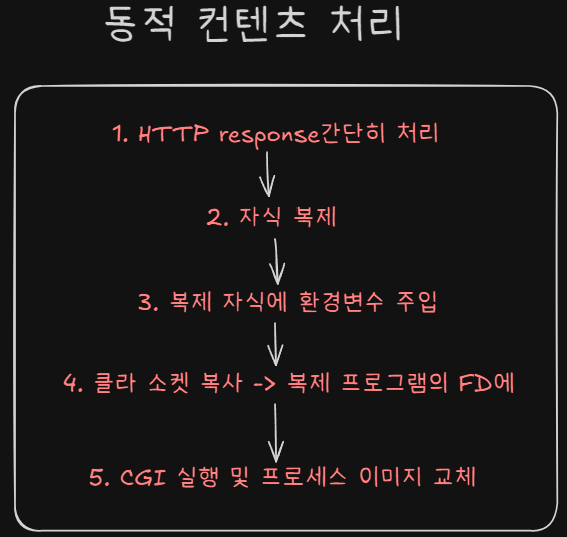 동적 컨텐츠 처리
1. HTTP response간단히 처리
2. 자식 복제
3. 복제 자식에 환경변수 주입
4. 클라 소켓 복사 -> 복제 프로그램의 FD에
5. CGI 실행 및 프로세스 이미지 교체